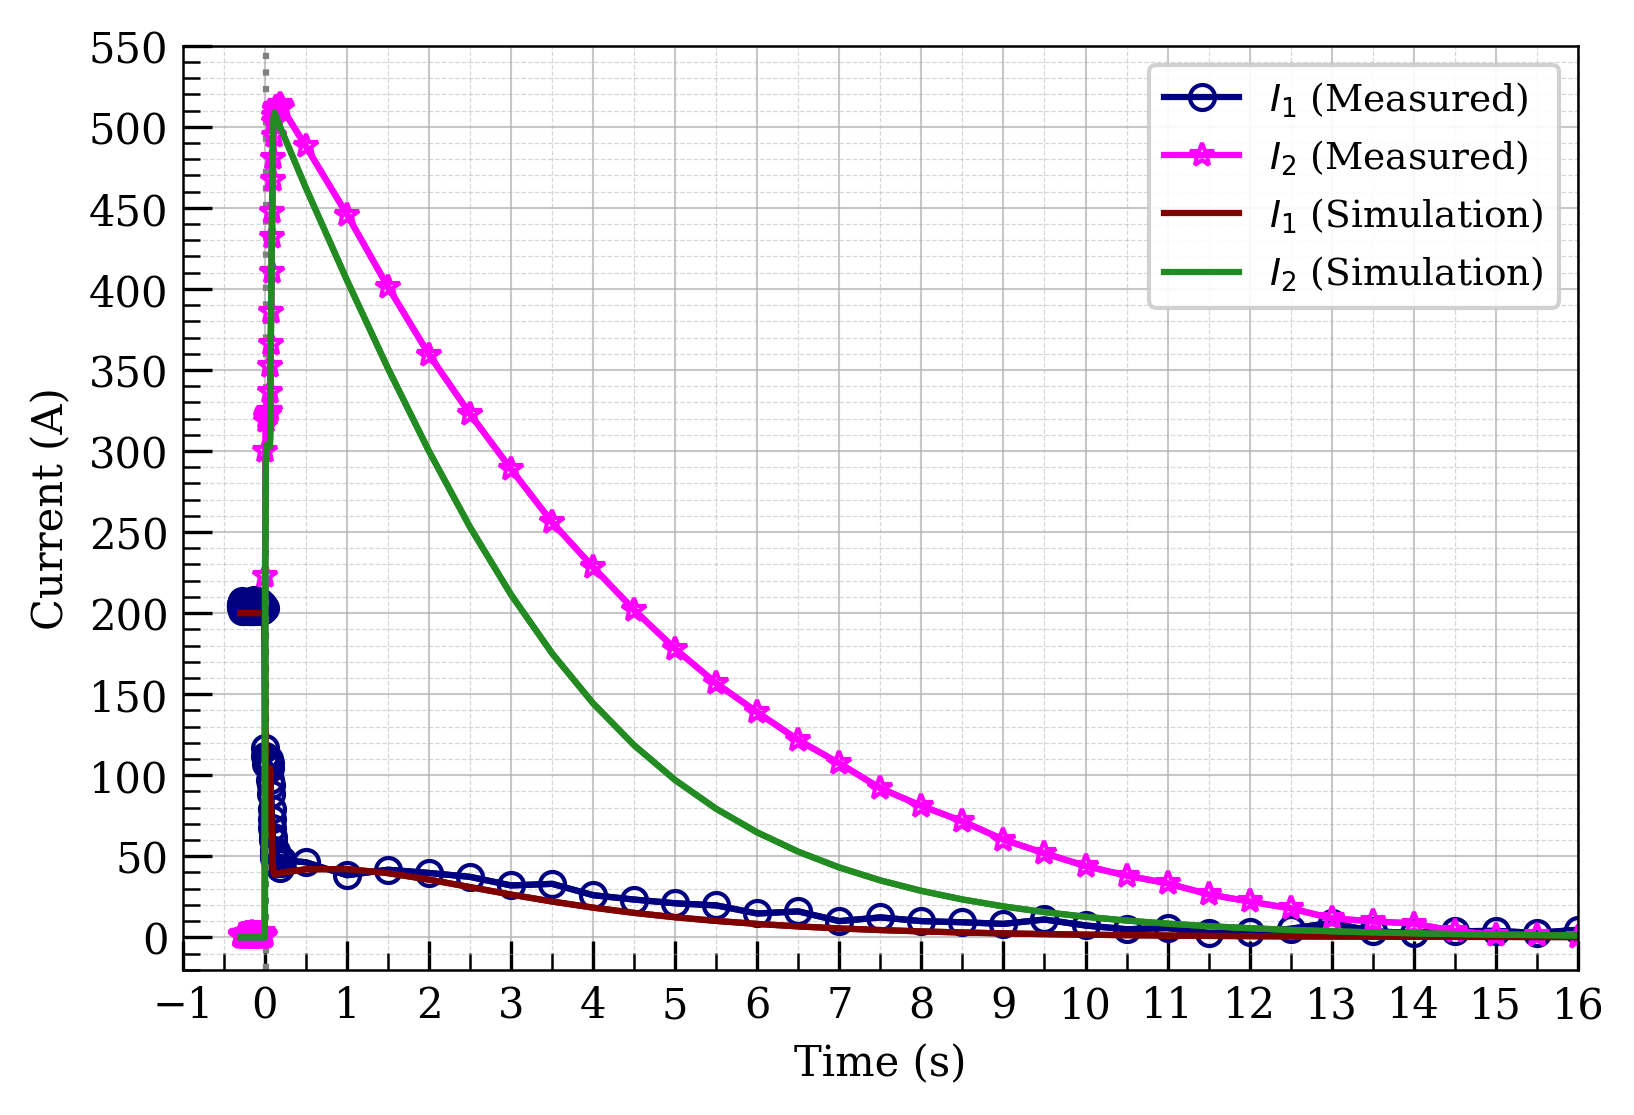 550
500
450
400
350
300
250
200
150
100
50
0
Current (A)
I1 (Measured)
I2 (Measured)
I1 (Simulation)
I2 (Simulation)
−1 0 1 2 3 4 5 6 7 8 9 10 11 12 13 14 15 16
Time (s)